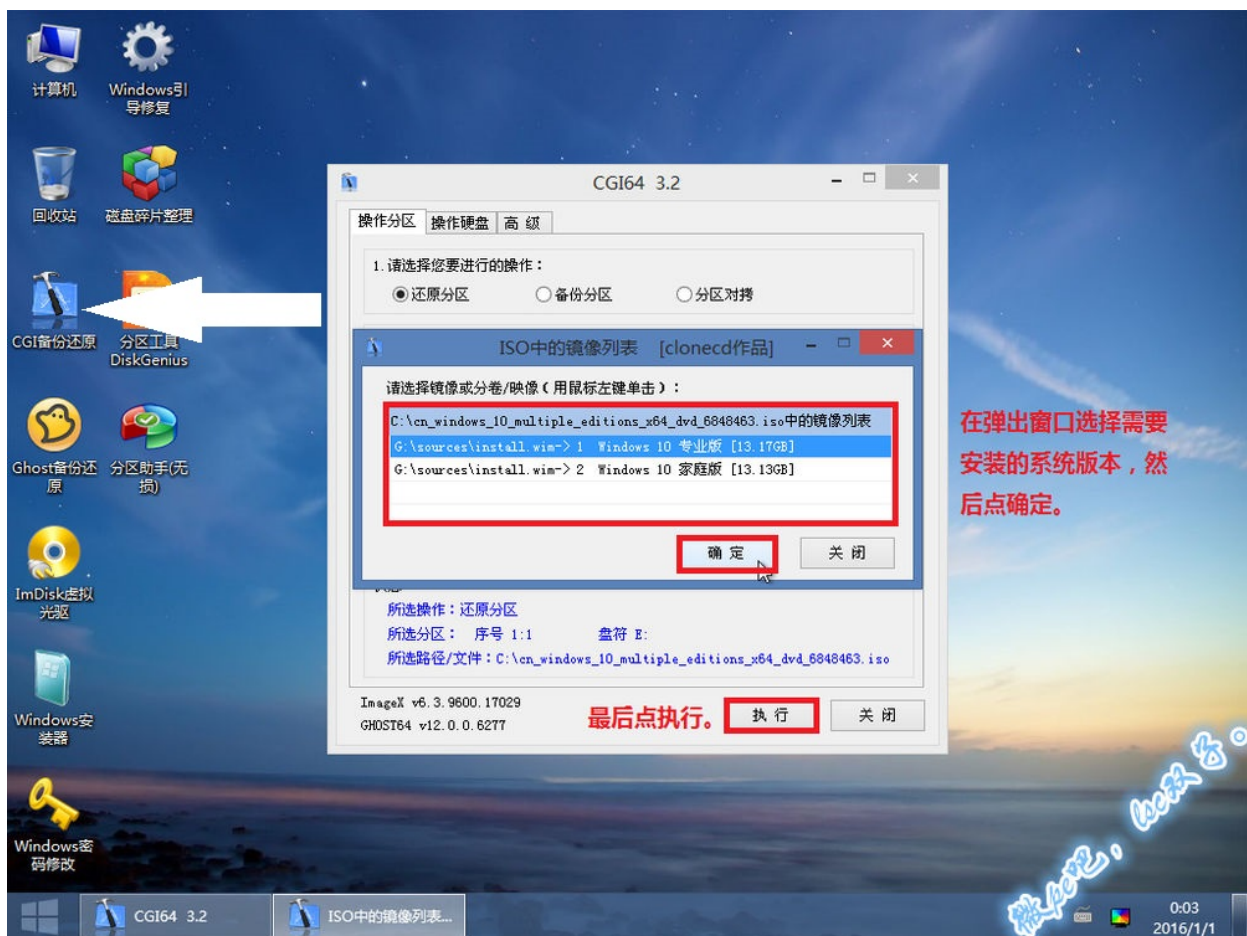 计算机
Windows引
导修复
回收站
磁盘碎片整理
CGI备份还原
分区工具
DiskGenius
Ghost备份还
原
分区助手(无
损)
ImDisk虚拟
光驱
Windows安
装器
Windows密
码修改
CGI64 3.2
操作分区 操作硬盘 高 级
1.请选择您要进行的操作：
还原分区 备份分区 分区对拷
ISO中的镜像列表 [clonecd作品]
请选择镜像或分卷/映像(用鼠标左键单击)：
C:\cn_windows_10_multiple_editions_x64_dvd_6848463.iso中的镜像列表
G:\sources\install.wim-> 1 Windows 10 专业版 [13.17GB]
G:\sources\install.wim-> 2 Windows 10 家庭版 [13.13GB]
确 定 关 闭
在弹出窗口选择需要
安装的系统版本，然
后点确定。
所选操作：还原分区
所选分区： 序号 1:1 盘符 E:
所选路径/文件：C:\cn_windows_10_multiple_editions_x64_dvd_6848463.iso
ImageX v6.3.9600.17029
GHOST64 v12.0.0.6277
最后点执行。
执 行 关 闭
微pe吧，lsc敬答。
CGI64 3.2
ISO中的镜像列表...
0:03
2016/1/1